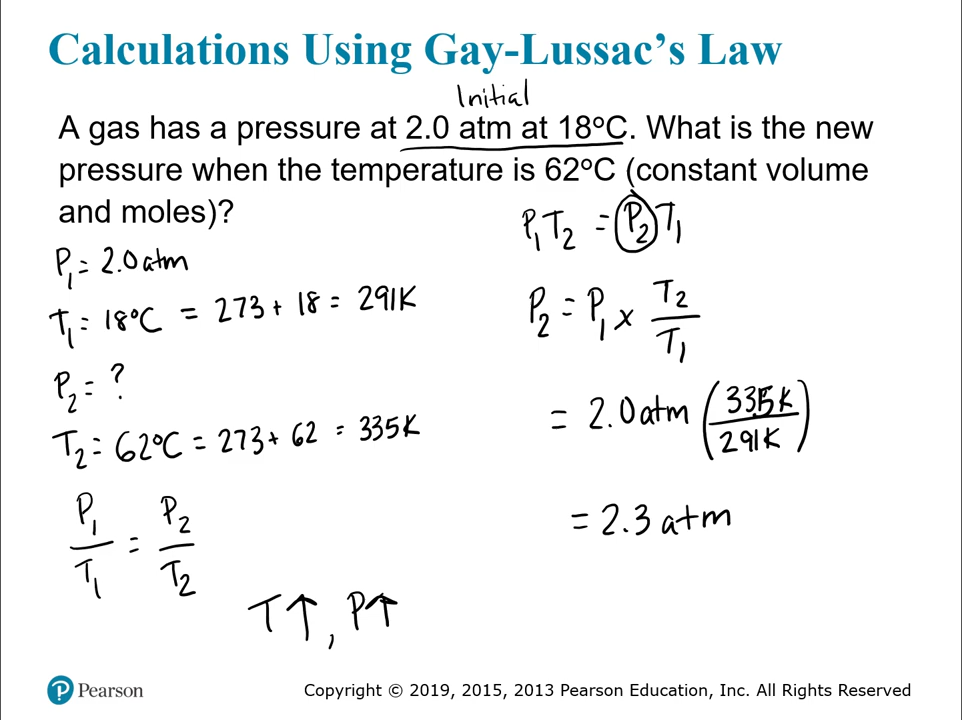 Calculations Using Gay-Lussac's Law
Initial
A gas has a pressure at 2.0 atm at 18°C. What is the new
pressure when the temperature is 62°C (constant volume
and moles)?
P₁ = 2.0 atm
T₁ = 18°C = 273 + 18 = 291K
P₂ = ?
T₂ = 62°C = 273 + 62 = 335K
P₁/T₁ = P₂/T₂
T↑, P↑
P₁T₂ = P₂T₁
P₂ = P₁ x T₂/T₁
= 2.0 atm (335K/291K)
= 2.3 atm
P Pearson
Copyright © 2019, 2015, 2013 Pearson Education, Inc. All Rights Reserved